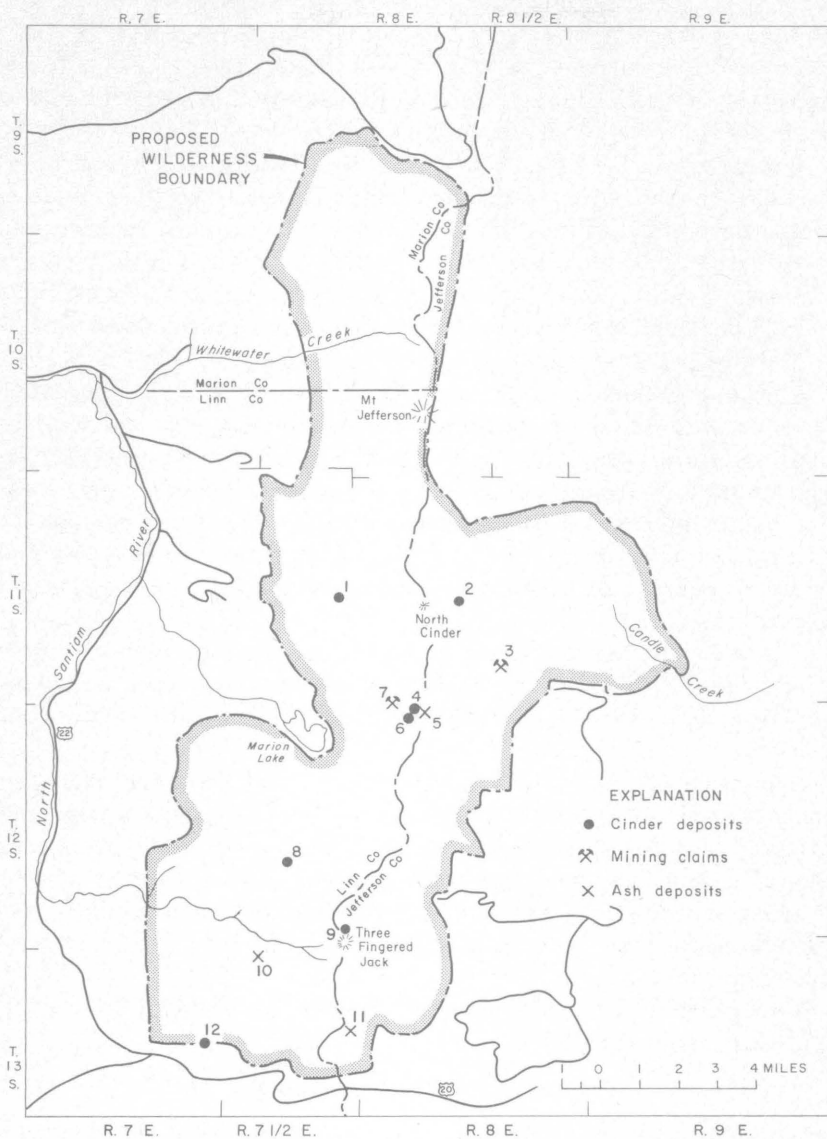 R. 7 E.
R. 8 E.
R. 8 1/2 E.
R. 9 E.
T.
9
S.
PROPOSED
WILDERNESS
BOUNDARY
Marion Co
Jefferson Co
T.
10
S.
Whitewater Creek
Marion Co
Linn Co
Mt
Jefferson
T.
11
S.
1
2
North
Cinder
3
Candle
Creek
7
4
6
5
North Santiam River
22
Marion
Lake
T.
12
S.
8
Linn Co
Jefferson Co
9
Three
Fingered
Jack
10
11
12
T.
13
S.
20
EXPLANATION
Cinder deposits
Mining claims
Ash deposits
1 0 2 3 4 MILES
R. 7 E.
R. 7 1/2 E.
R. 8 E.
R. 9 E.